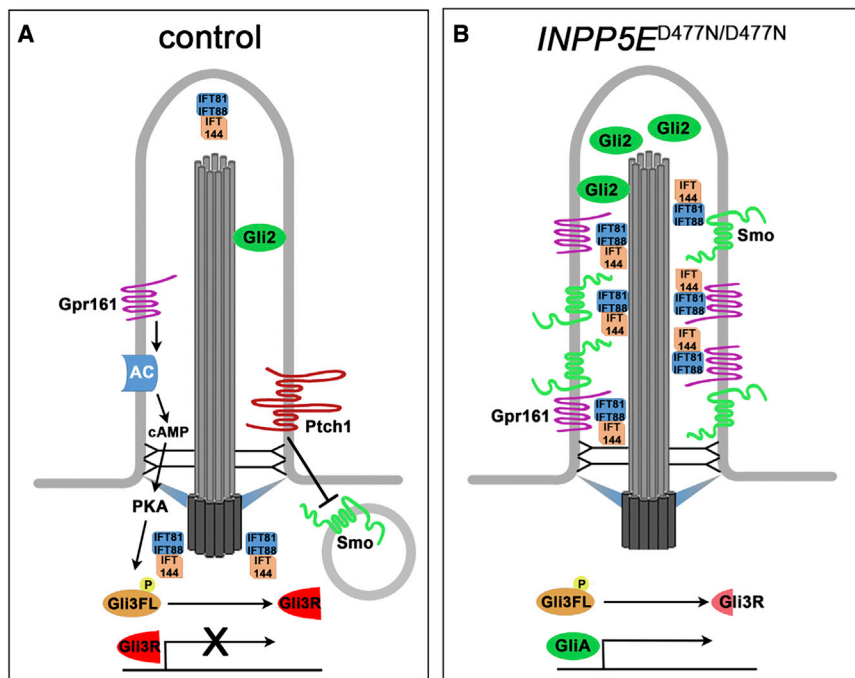 A
control
IFT81
IFT88
IFT
144
Gli2
Gpr161
AC
cAMP
Ptch1
PKA
Smo
IFT81
IFT88
IFT
144
IFT81
IFT88
IFT
144
P
Gli3FL
Gli3R
Gli3R
X
B
INPP5E^D477N/D477N
Gli2
Gli2
Gli2
IFT
144
IFT81
IFT88
Smo
IFT81
IFT88
IFT
144
IFT
144
IFT81
IFT88
IFT81
IFT88
IFT
144
IFT
144
IFT81
IFT88
Gpr161
IFT81
IFT88
IFT
144
P
Gli3FL
Gli3R
GliA